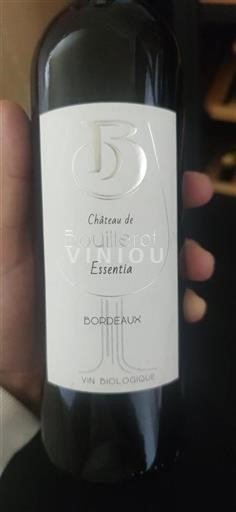 B
Château de
Bouillerot
VINIOU
Essentia
BORDEAUX
VIN BIOLOGIQUE